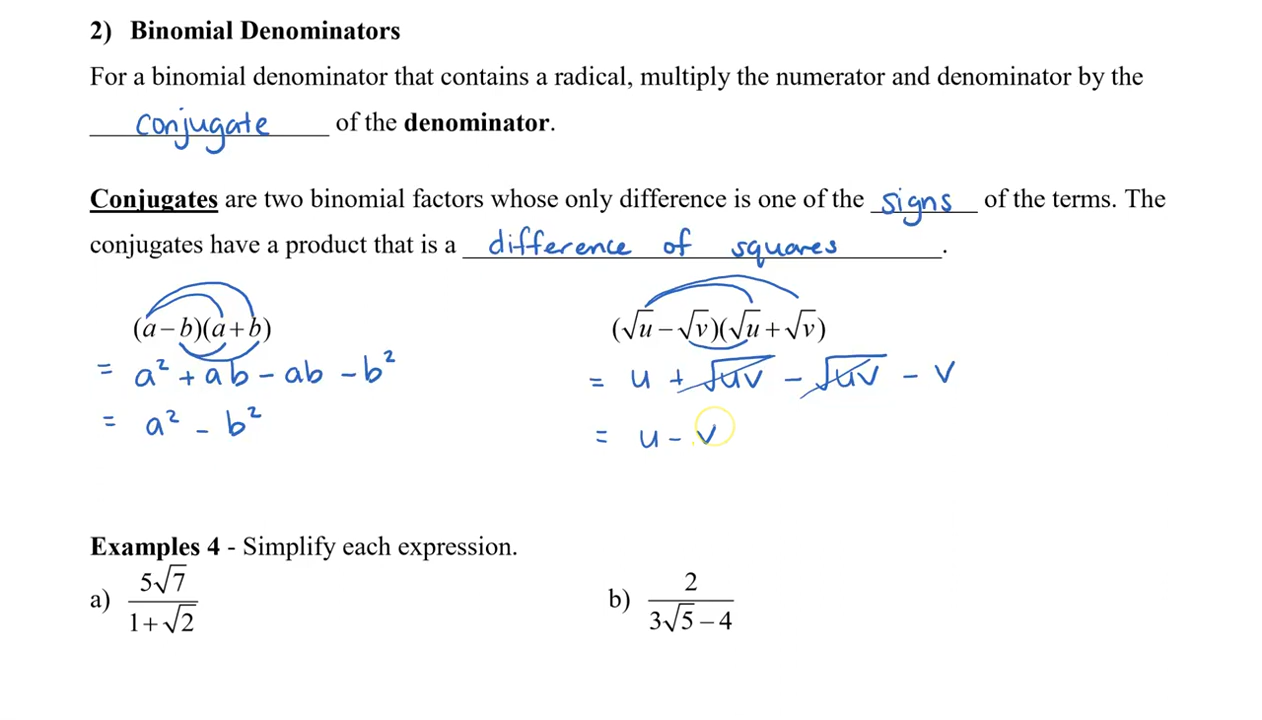 2) Binomial Denominators
For a binomial denominator that contains a radical, multiply the numerator and denominator by the
conjugate of the denominator.
Conjugates are two binomial factors whose only difference is one of the signs of the terms. The
conjugates have a product that is a difference of squares.
(a − b)(a + b)
= a² + ab − ab − b²
= a² − b²
(√u − √v)(√u + √v)
= u + √uv − √uv − v
= u − v
Examples 4 - Simplify each expression.
a) 5√7 / 1 + √2
b) 2 / 3√5 − 4